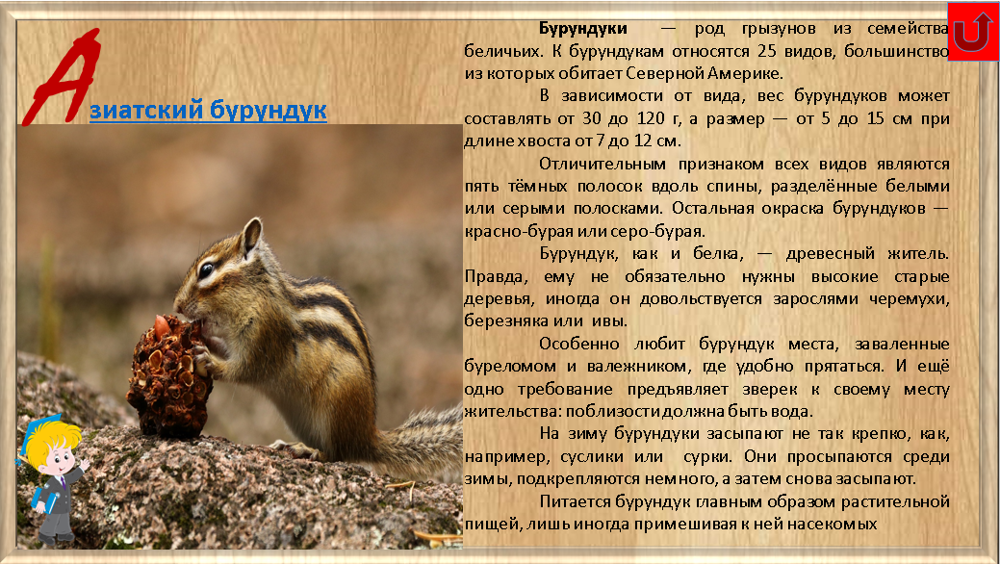 Азиатский бурундук
Бурундуки — род грызунов из семейства
беличьих. К бурундукам относятся 25 видов, большинство
из которых обитает Северной Америке.
В зависимости от вида, вес бурундуков может
составлять от 30 до 120 г, а размер — от 5 до 15 см при
длине хвоста от 7 до 12 см.
Отличительным признаком всех видов являются
пять тёмных полосок вдоль спины, разделённые белыми
или серыми полосками. Остальная окраска бурундуков —
красно-бурая или серо-бурая.
Бурундук, как и белка, — древесный житель.
Правда, ему не обязательно нужны высокие старые
деревья, иногда он довольствуется зарослями черемухи,
березняка или ивы.
Особенно любит бурундук места, заваленные
буреломом и валежником, где удобно прятаться. И ещё
одно требование предъявляет зверек к своему месту
жительства: поблизости должна быть вода.
На зиму бурундуки засыпают не так крепко, как,
например, суслики или сурки. Они просыпаются среди
зимы, подкрепляются немного, а затем снова засыпают.
Питается бурундук главным образом растительной
пищей, лишь иногда примешивая к ней насекомых